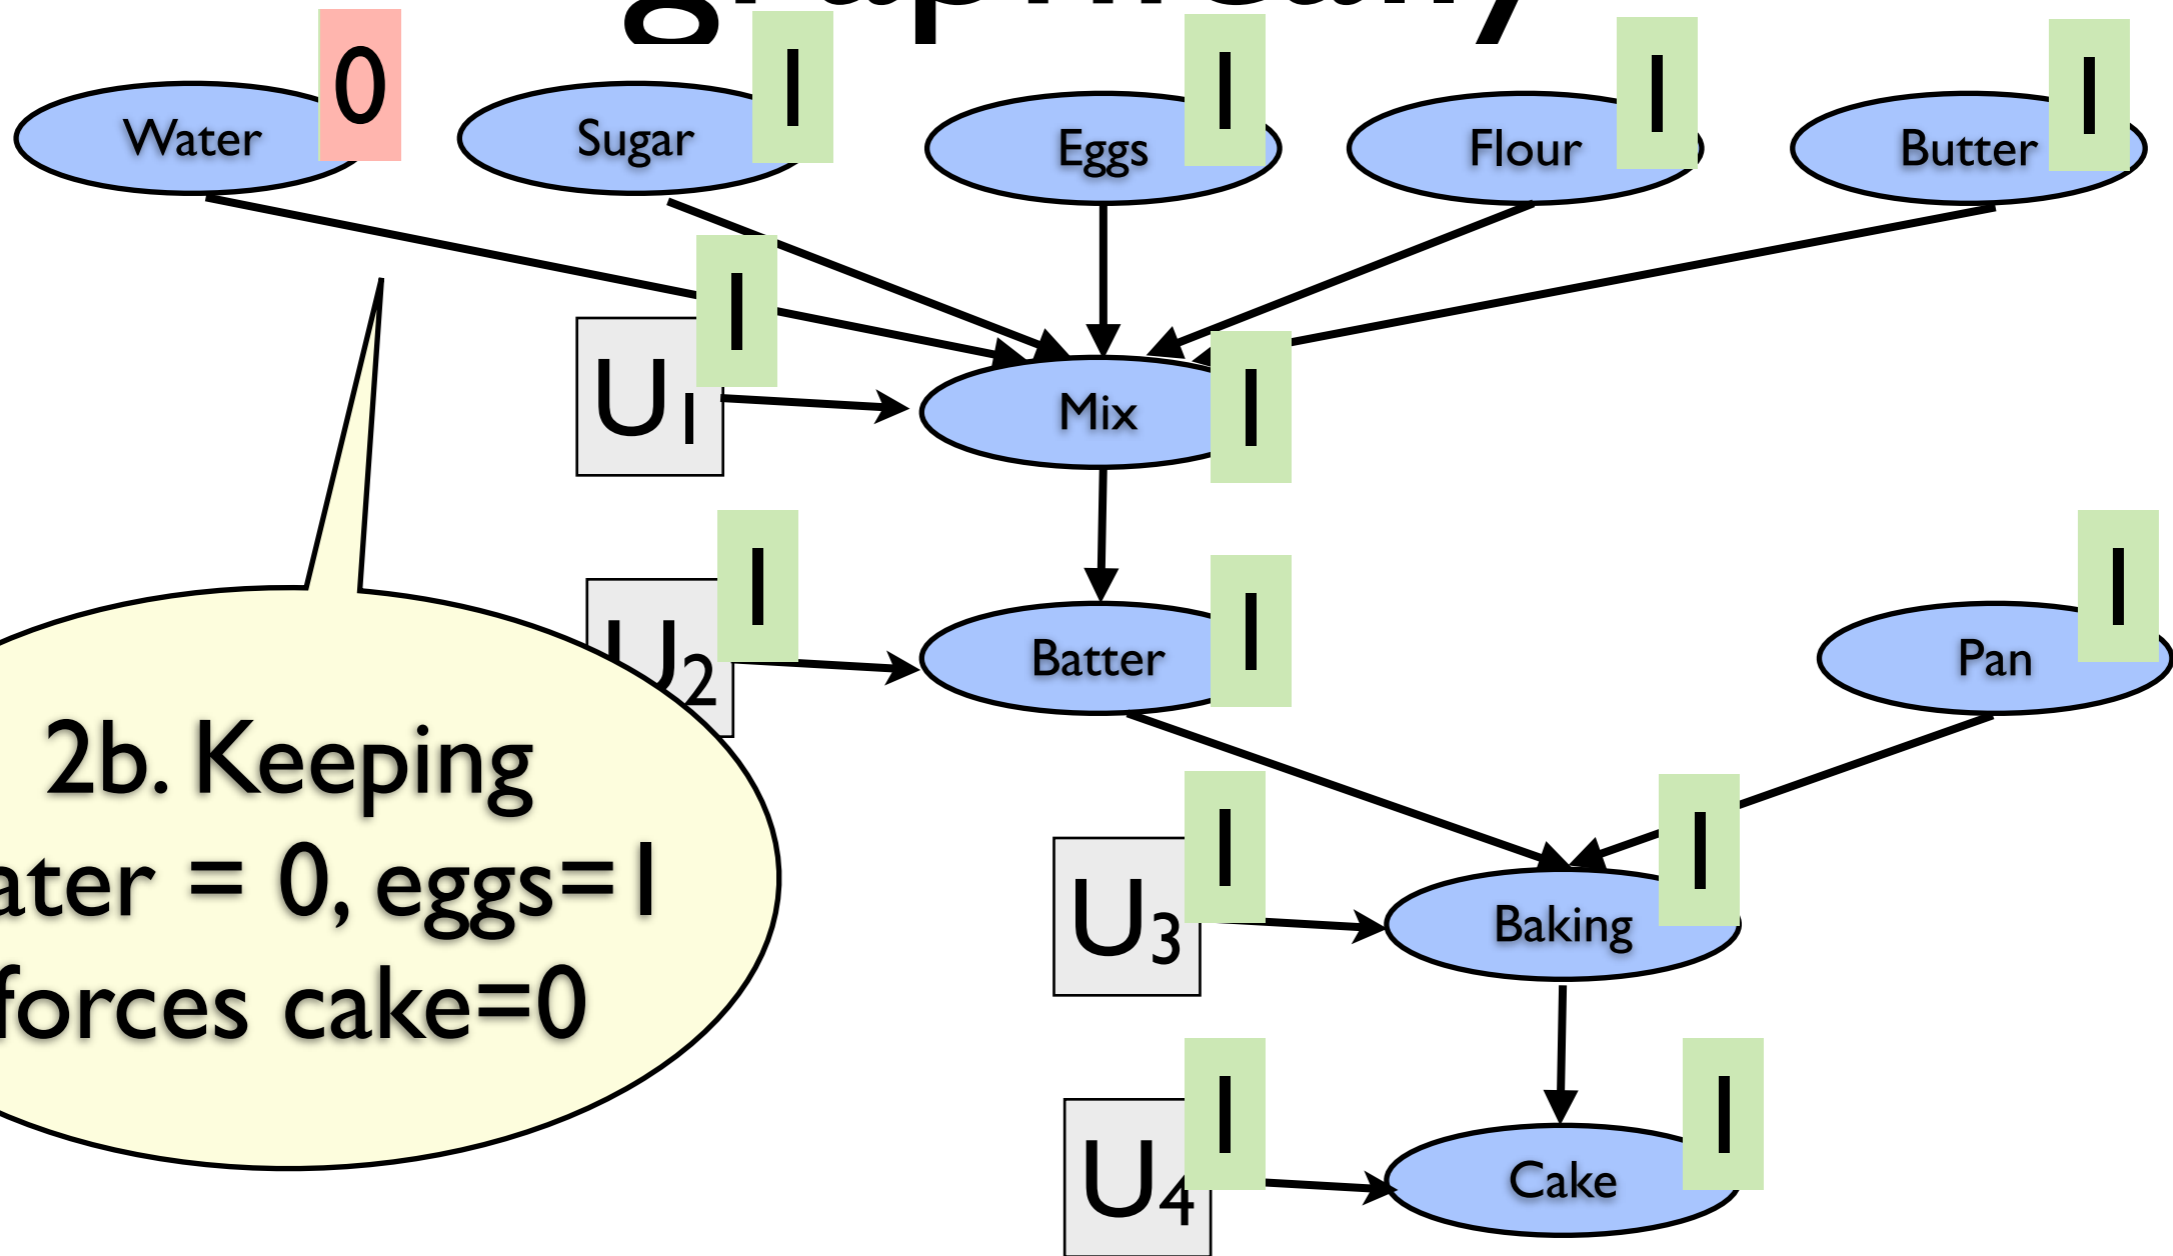 graphically
0 1 1 1 1
Water Sugar Eggs Flour Butter
1
U1 Mix 1
1 1
U2 Batter 1 Pan
2b. Keeping
ater = 0, eggs=1
forces cake=0
1 1
U3 Baking
1 1
U4 Cake